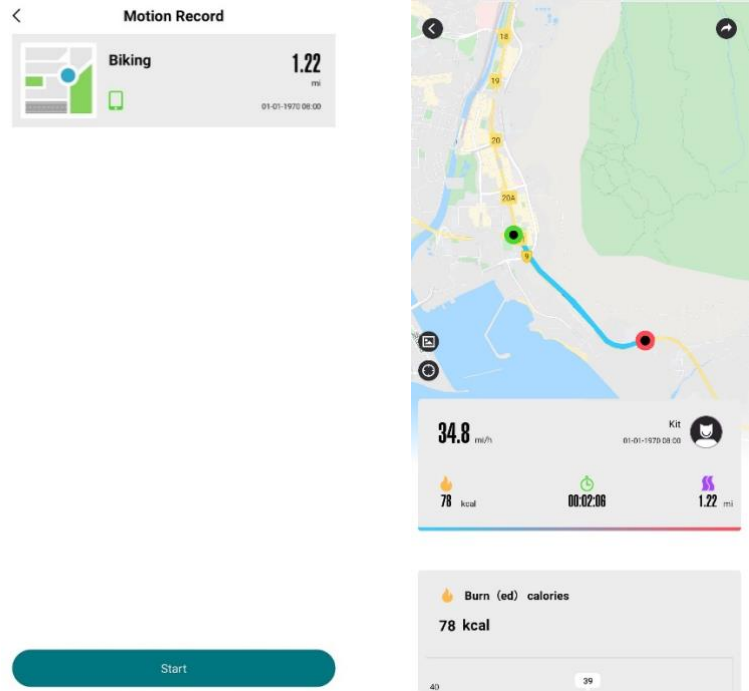 Motion Record
Biking
1.22
mi
01-01-1970 08:00
Start
18
19
20
20A
9
34.8 mi/h
Kit
01-01-1970 08:00
78 kcal
00:02:06
1.22 mi
Burn (ed) calories
78 kcal
39
40